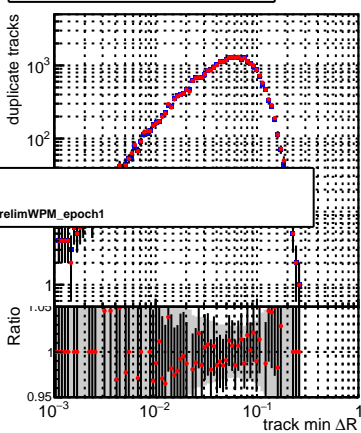 duplicate tracks
10³
10²
relimWPM_epoch1
1
Ratio
1.05
1
0.95
10⁻³
10⁻²
10⁻¹
1
track min ΔR